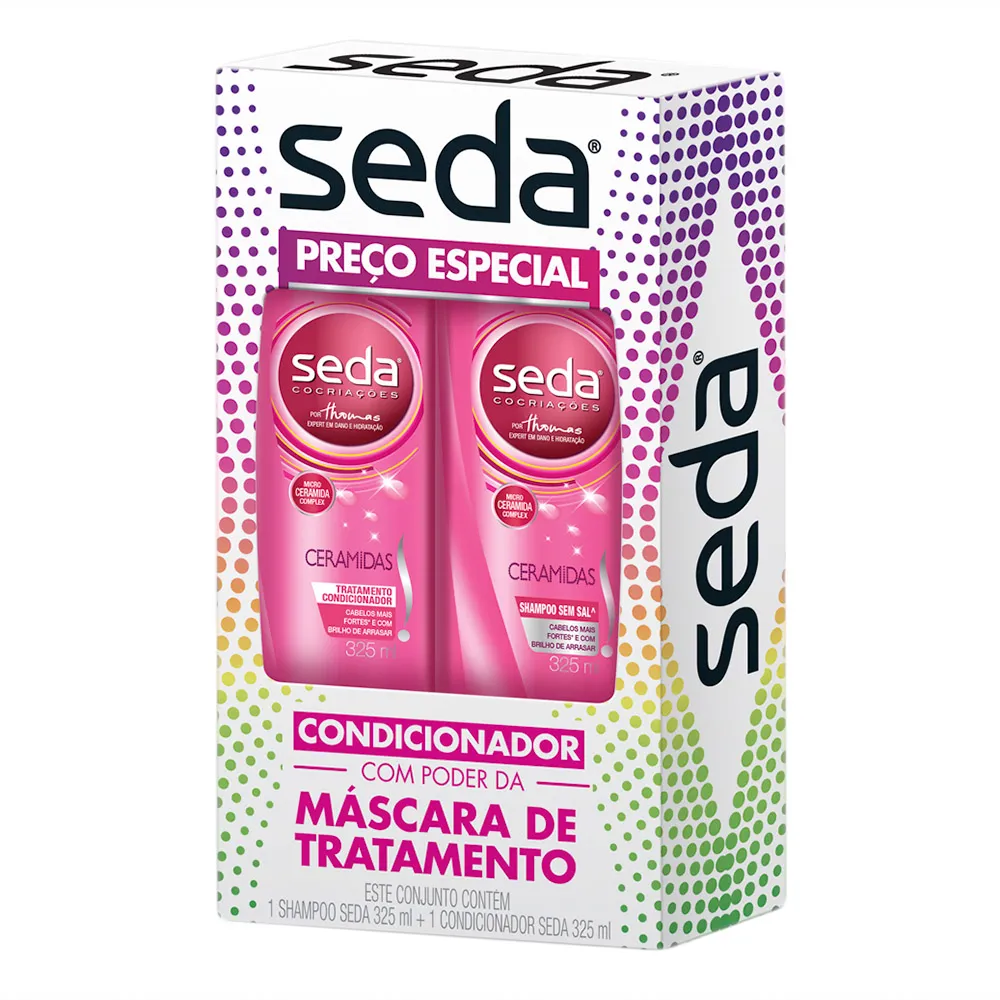 seda®
seda®
PREÇO ESPECIAL
seda®
COCRIAÇÕES
POR thomas
EXPERT EM DANO E HIDRATAÇÃO
MICRO
CERAMIDA
COMPLEX
CERAMIDAS
TRATAMENTO
CONDICIONADOR
CABELOS MAIS
FORTES* E COM
BRILHO DE ARRASAR
325 ml
seda®
COCRIAÇÕES
POR thomas
EXPERT EM DANO E HIDRATAÇÃO
MICRO
CERAMIDA
COMPLEX
CERAMIDAS
SHAMPOO SEM SAL^
CABELOS MAIS
FORTES* E COM
BRILHO DE ARRASAR
325 ml
CONDICIONADOR
COM PODER DA
MÁSCARA DE
TRATAMENTO
ESTE CONJUNTO CONTÉM
1 SHAMPOO SEDA 325 ml + 1 CONDICIONADOR SEDA 325 ml
seda®